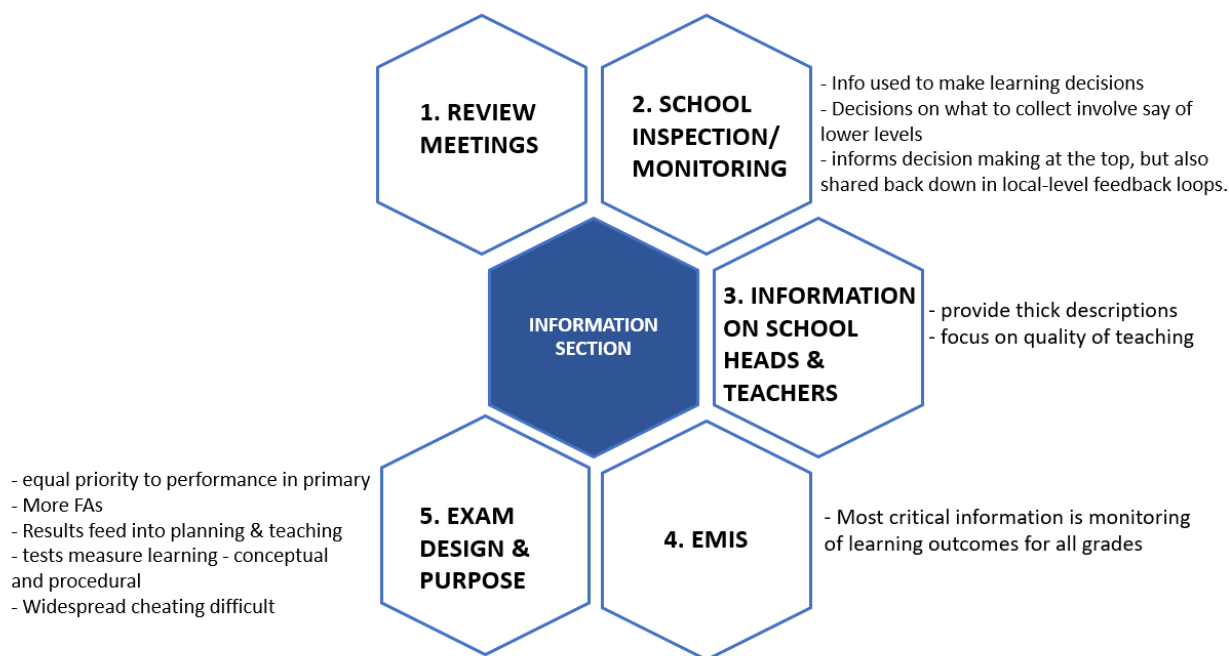 1. REVIEW
MEETINGS
2. SCHOOL
INSPECTION/
MONITORING
- Info used to make learning decisions
- Decisions on what to collect involve say of
lower levels
- informs decision making at the top, but also
shared back down in local-level feedback loops.
INFORMATION
SECTION
3. INFORMATION
ON SCHOOL
HEADS &
TEACHERS
- provide thick descriptions
- focus on quality of teaching
- equal priority to performance in primary
- More FAs
- Results feed into planning & teaching
- tests measure learning - conceptual
and procedural
- Widespread cheating difficult
5. EXAM
DESIGN &
PURPOSE
4. EMIS
- Most critical information is monitoring
of learning outcomes for all grades